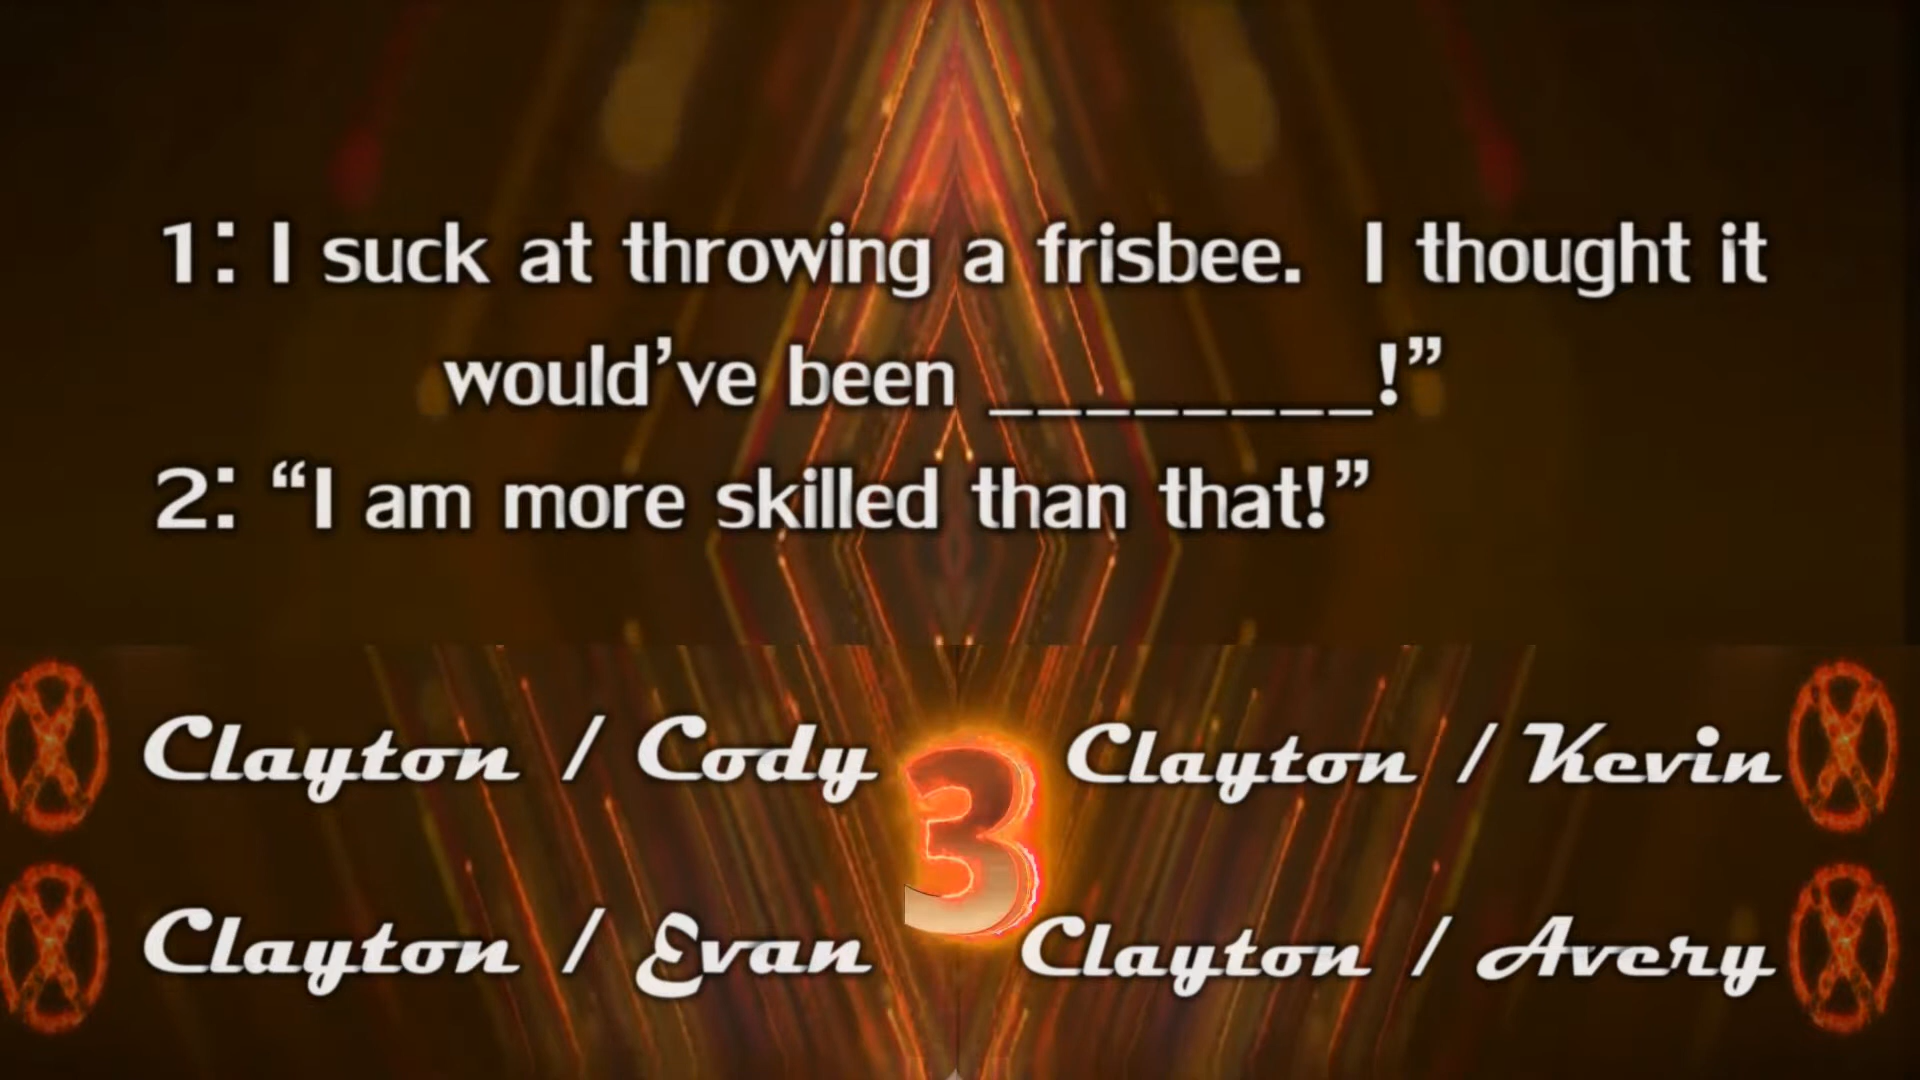 1: I suck at throwing a frisbee. I thought it
would’ve been ________!”
2: “I am more skilled than that!”
Clayton / Cody
3
Clayton / Kevin
Clayton / Evan
Clayton / Avery